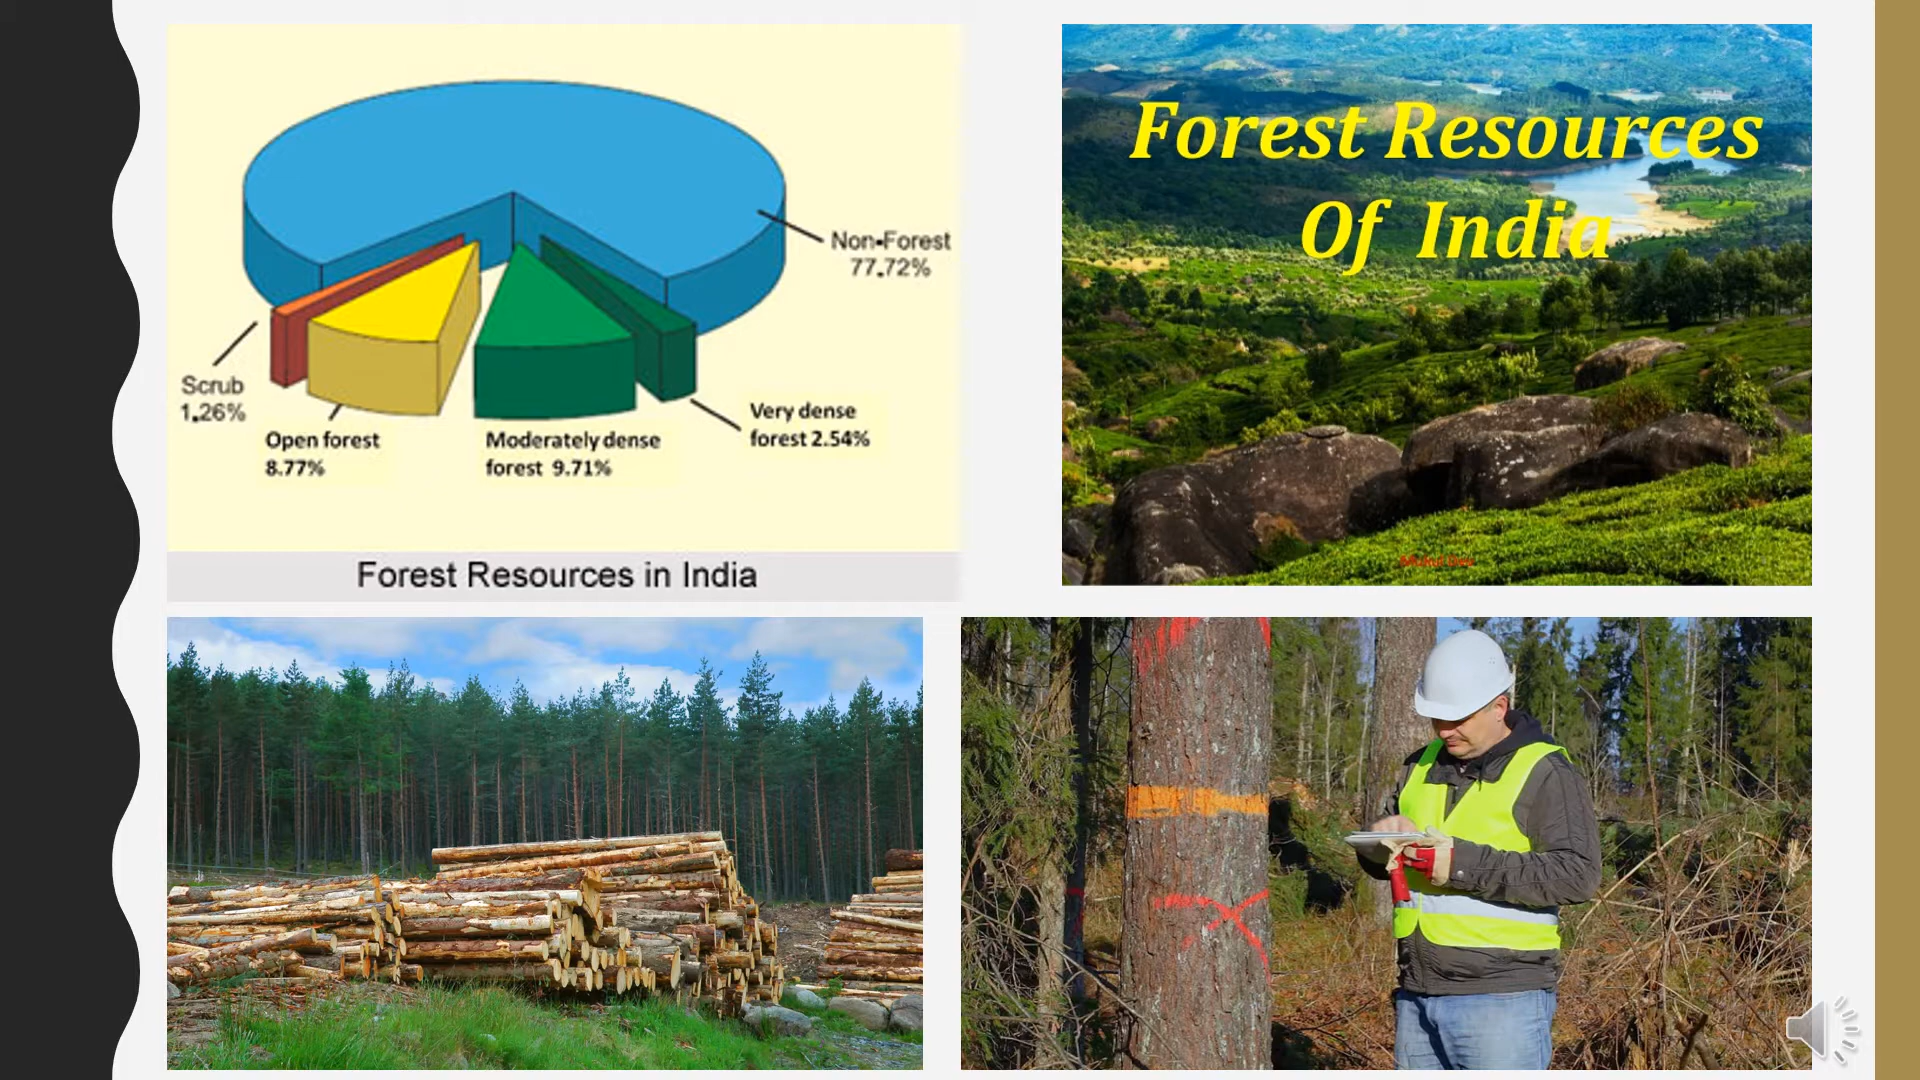 Non-Forest
77.72%
Scrub
1.26%
Open forest
8.77%
Moderately dense
forest 9.71%
Very dense
forest 2.54%
Forest Resources in India
Forest Resources
Of India